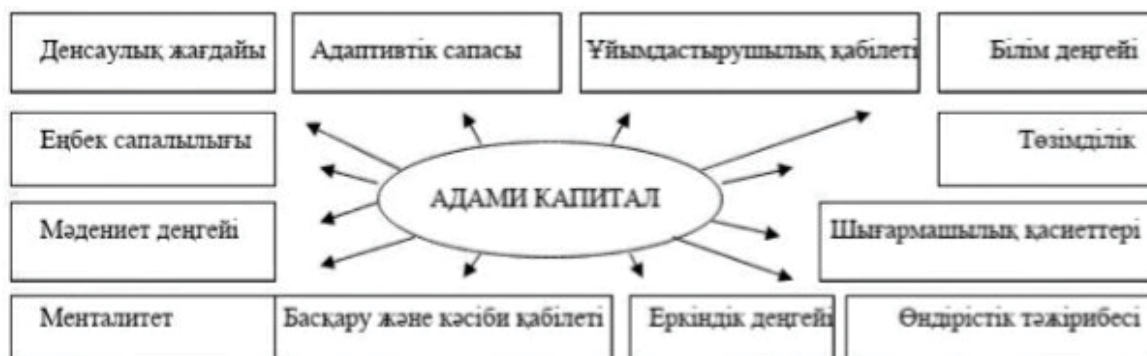 Денсаулық жағдайы
Адаптивтік сапасы
Ұйымдастырушылық қабілеті
Білім деңгейі
Еңбек сапалылығы
Төзімділік
АДАМИ КАПИТАЛ
Мәдениет деңгейі
Шығармашылық қасиеттері
Менталитет
Басқару және кәсіби қабілеті
Еркіндік деңгейі
Өндірістік тәжірибесі